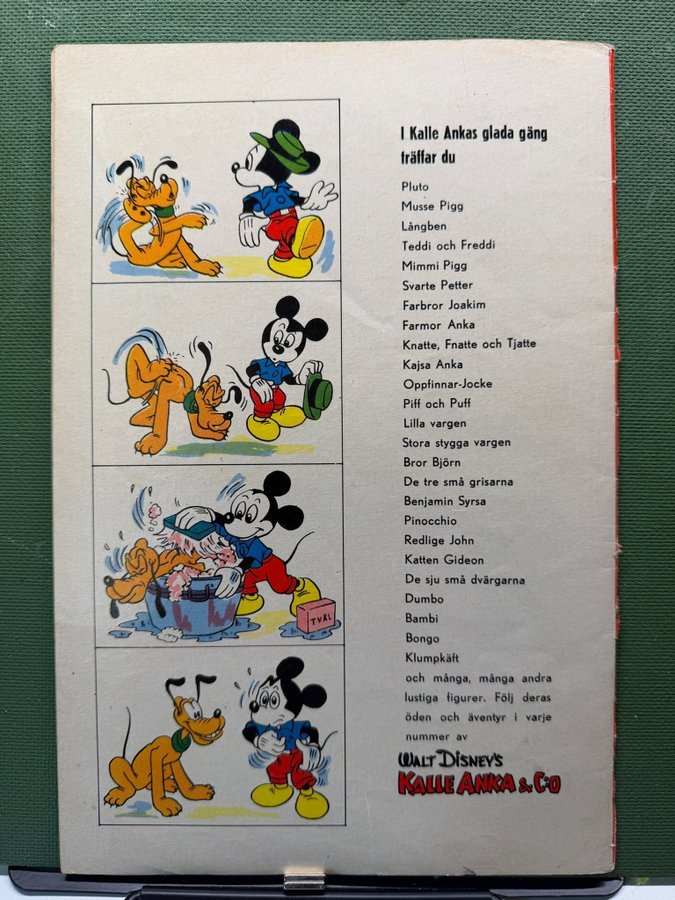 I Kalle Ankas glada gäng
träffar du
Pluto
Musse Pigg
Långben
Teddi och Freddi
Mimmi Pigg
Svarte Petter
Farbror Joakim
Farmor Anka
Knatte, Fnatte och Tjatte
Kajsa Anka
Oppfinnar-Jocke
Piff och Puff
Lilla vargen
Stora stygga vargen
Bror Björn
De tre små grisarna
Benjamin Syrsa
Pinocchio
Redlige John
Katten Gideon
De sju små dvärgarna
Dumbo
Bambi
Bongo
Klumpkäft
och många, många andra
lustiga figurer. Följ deras
öden och äventyr i varje
nummer av
WALT DISNEY'S
KALLE ANKA & C:O
TVÅL